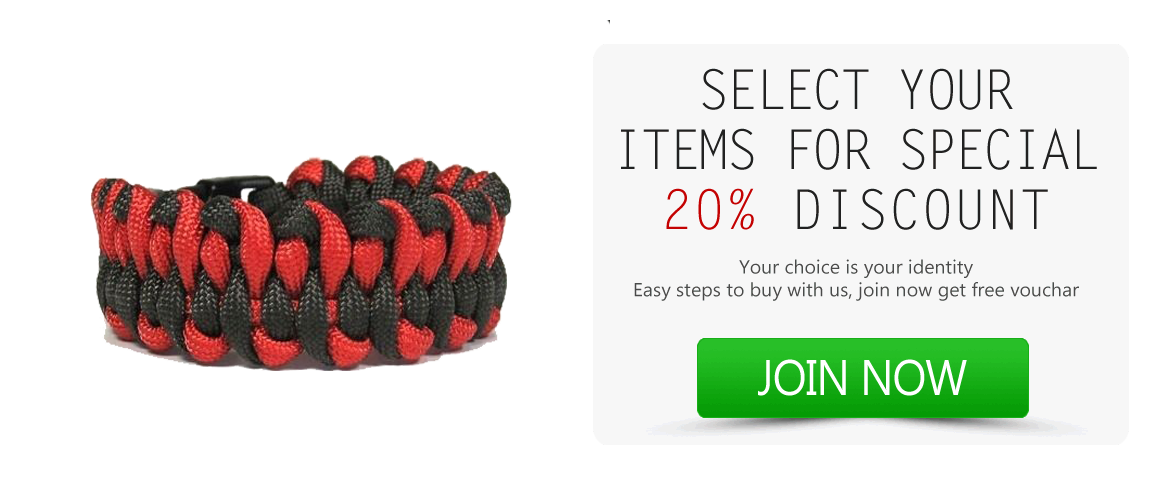 SELECT YOUR
ITEMS FOR SPECIAL
20% DISCOUNT
Your choice is your identity
Easy steps to buy with us, join now get free vouchar
JOIN NOW